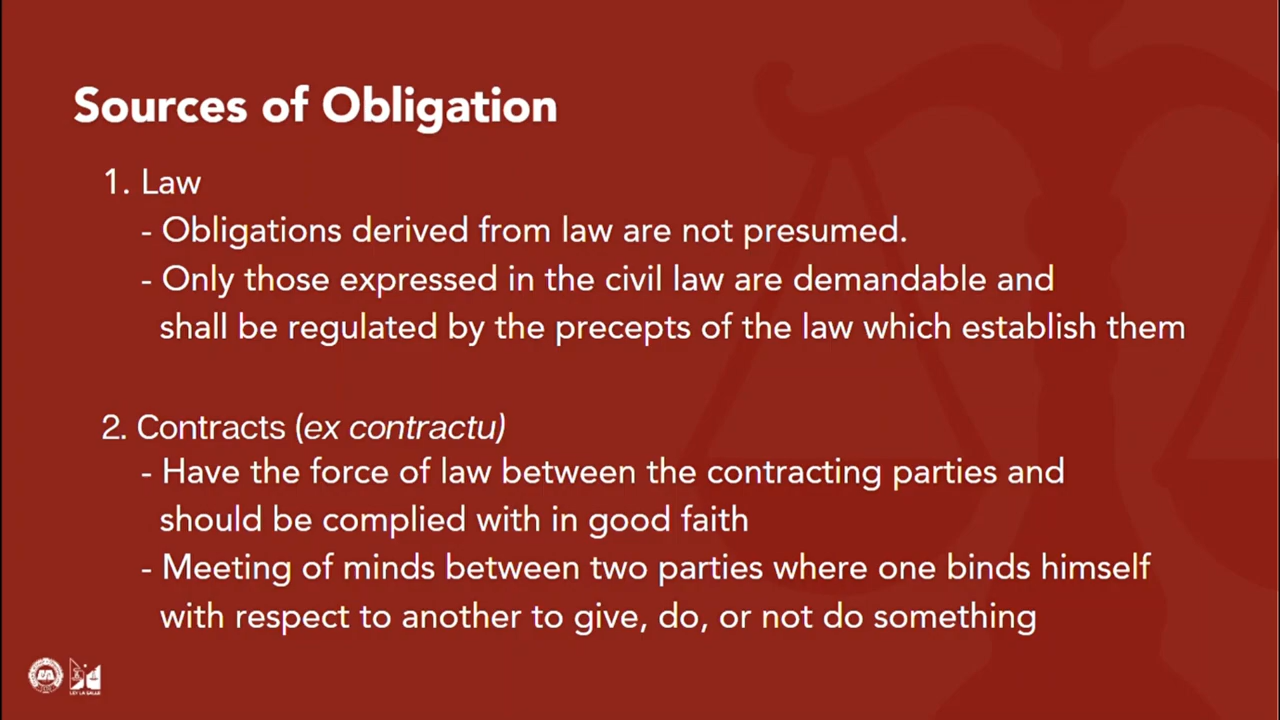 Sources of Obligation
1. Law
- Obligations derived from law are not presumed.
- Only those expressed in the civil law are demandable and
shall be regulated by the precepts of the law which establish them
2. Contracts (ex contractu)
- Have the force of law between the contracting parties and
should be complied with in good faith
- Meeting of minds between two parties where one binds himself
with respect to another to give, do, or not do something